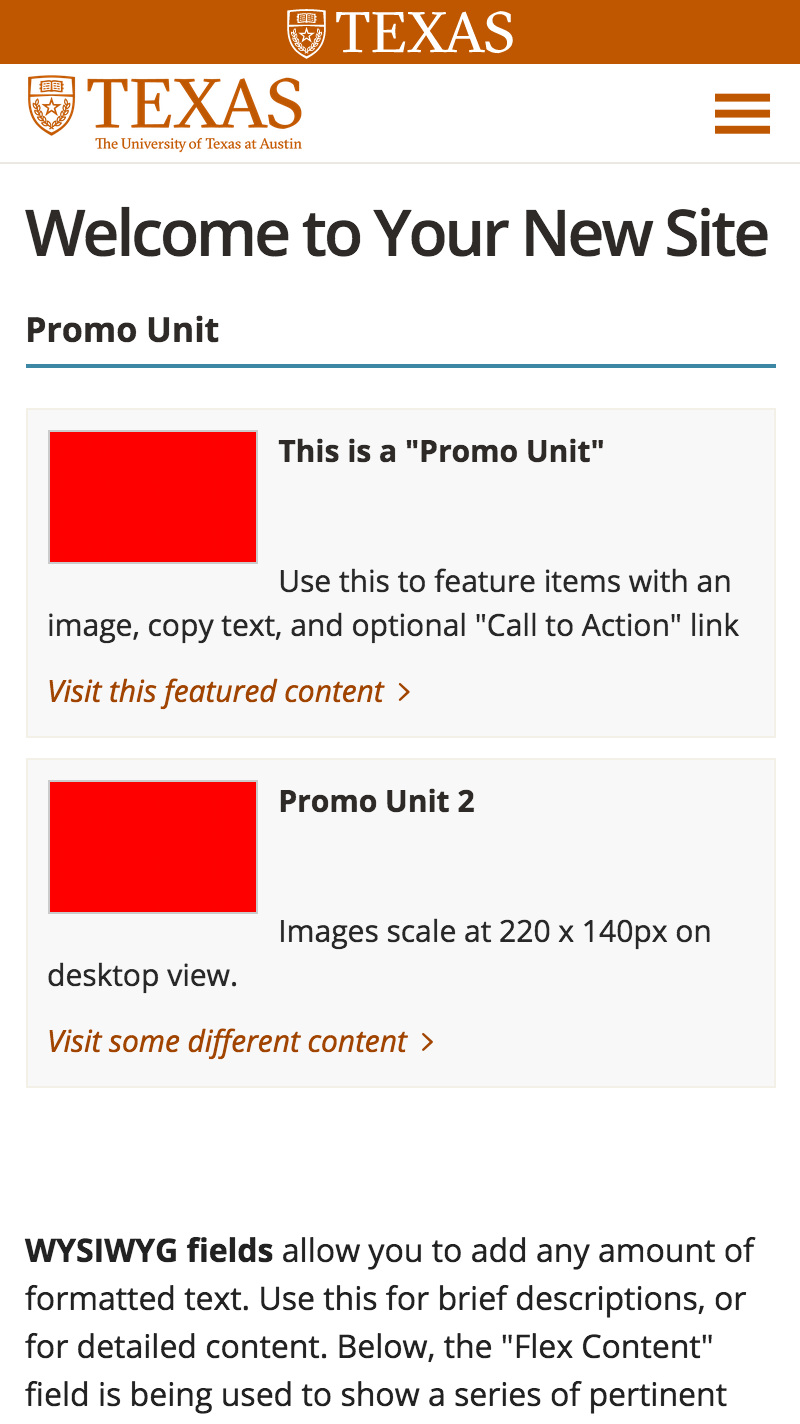 TEXAS
TEXAS
The University of Texas at Austin
Welcome to Your New Site
Promo Unit
This is a "Promo Unit"
Use this to feature items with an
image, copy text, and optional "Call to Action" link
Visit this featured content >
Promo Unit 2
Images scale at 220 x 140px on
desktop view.
Visit some different content >
WYSIWYG fields allow you to add any amount of
formatted text. Use this for brief descriptions, or
for detailed content. Below, the "Flex Content"
field is being used to show a series of pertinent